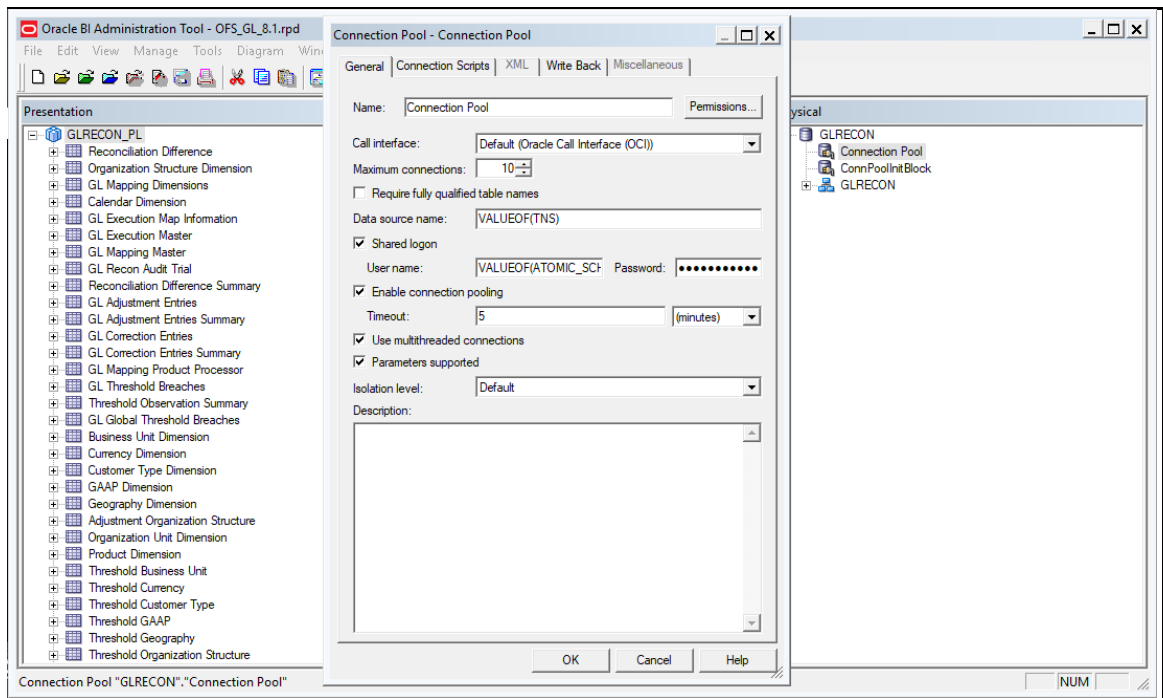 Oracle BI Administration Tool - OFS_GL_8.1.rpd
File Edit View Manage Tools Diagram Win
Presentation
GLRECON_PL
Reconciliation Difference
Organization Structure Dimension
GL Mapping Dimensions
Calendar Dimension
GL Execution Map Information
GL Execution Master
GL Mapping Master
GL Recon Audit Trial
Reconciliation Difference Summary
GL Adjustment Entries
GL Adjustment Entries Summary
GL Correction Entries
GL Correction Entries Summary
GL Mapping Product Processor
GL Threshold Breaches
Threshold Observation Summary
GL Global Threshold Breaches
Business Unit Dimension
Currency Dimension
Customer Type Dimension
GAAP Dimension
Geography Dimension
Adjustment Organization Structure
Organization Unit Dimension
Product Dimension
Threshold Business Unit
Threshold Currency
Threshold Customer Type
Threshold GAAP
Threshold Geography
Threshold Organization Structure
Connection Pool - Connection Pool
General Connection Scripts XML Write Back Miscellaneous
Name: Connection Pool Permissions...
Call interface: Default (Oracle Call Interface (OCI))
Maximum connections: 10
Require fully qualified table names
Data source name: VALUEOF(TNS)
Shared logon
User name: VALUEOF(ATOMIC_SCH Password: ●●●●●●●●●●●
Enable connection pooling
Timeout: 5 (minutes)
Use multithreaded connections
Parameters supported
Isolation level: Default
Description:
OK Cancel Help
ysical
GLRECON
Connection Pool
ConnPoolInitBlock
GLRECON
Connection Pool "GLRECON"."Connection Pool"
NUM